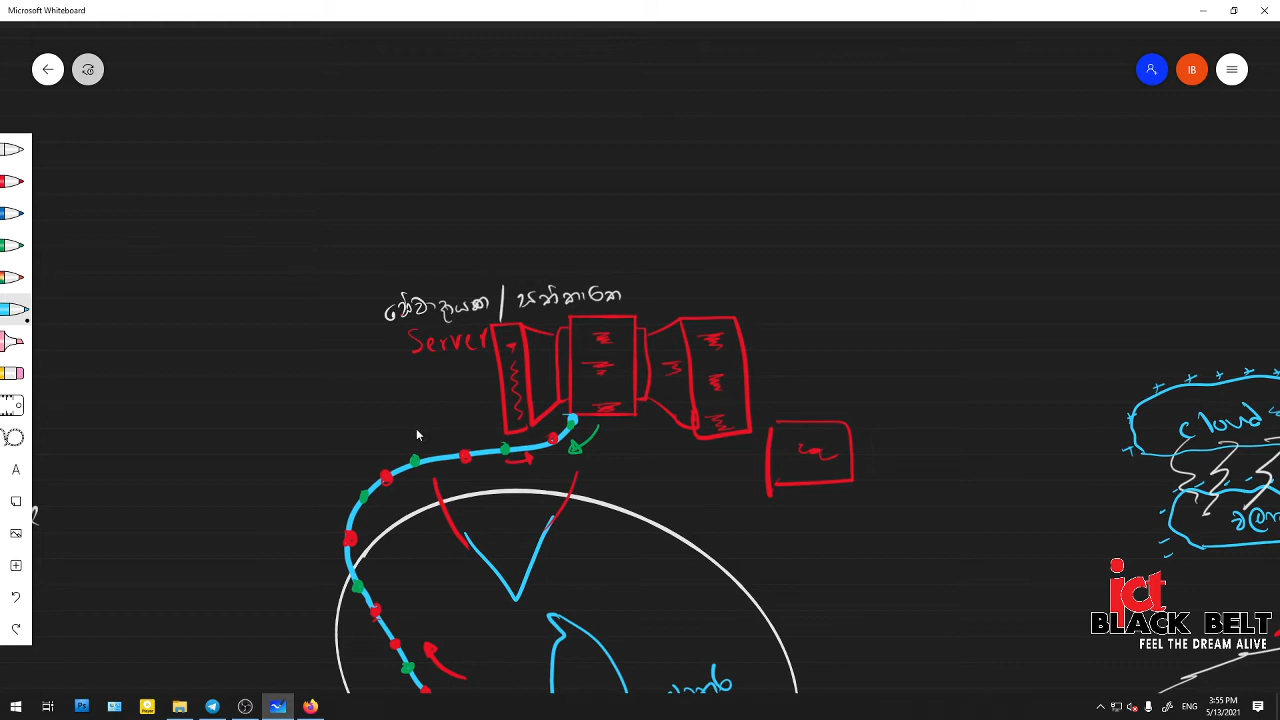 Microsoft Whiteboard
IB
සේවාදායක / සත්කාරක
Server
cloud
ict
BLACK BELT
FEEL THE DREAM ALIVE
A
ENG
3:55 PM
5/13/2021